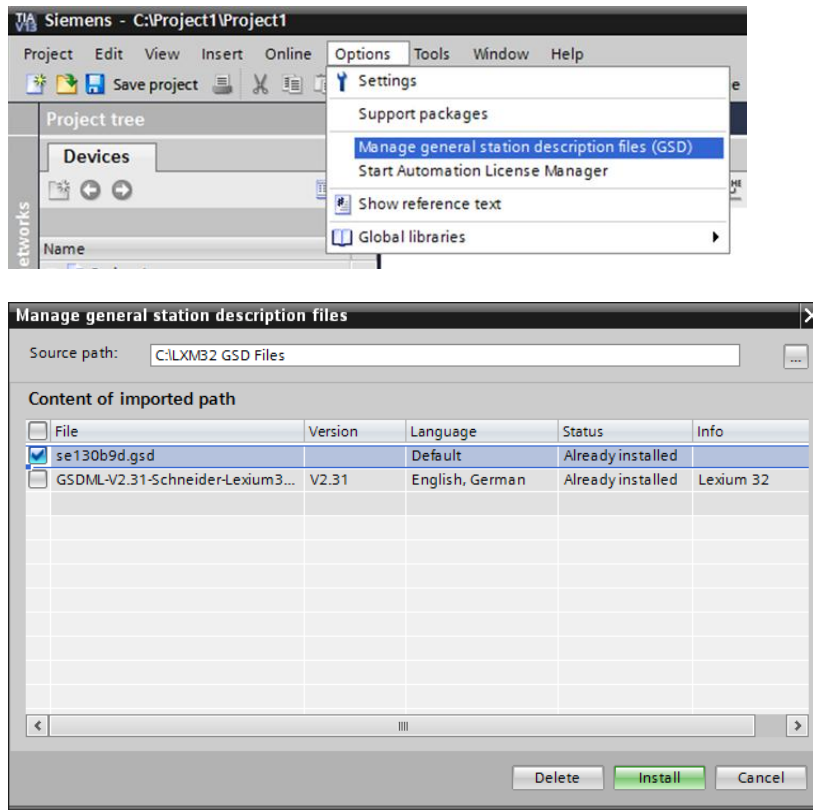 TIA V13 Siemens - C:\Project1\Project1
Project Edit View Insert Online Options Tools Window Help
Save project
Settings
Support packages
Manage general station description files (GSD)
Start Automation License Manager
Show reference text
Global libraries
Project tree
Devices
Name
Manage general station description files
Source path: C:\LXM32 GSD Files ...
Content of imported path
File Version Language Status Info
se130b9d.gsd Default Already installed
GSDML-V2.31-Schneider-Lexium3... V2.31 English, German Already installed Lexium 32
Delete Install Cancel